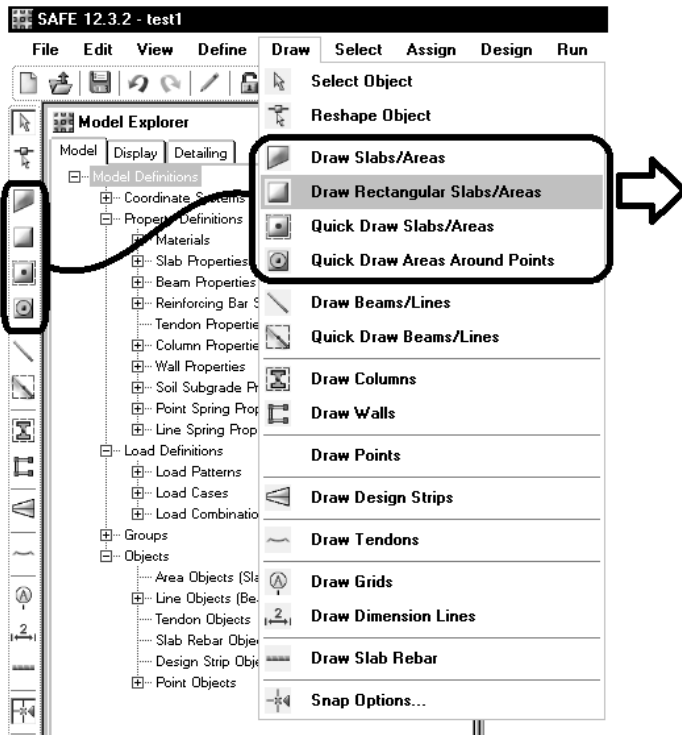 SAFE 12.3.2 - test1
File Edit View Define Draw Select Assign Design Run
Model Explorer
Model Display Detailing
Model Definitions
Coordinate Systems
Property Definitions
Materials
Slab Properties
Beam Properties
Reinforcing Bar S
Tendon Propertie
Column Propertie
Wall Properties
Soil Subgrade Pr
Point Spring Prop
Line Spring Prop
Load Definitions
Load Patterns
Load Cases
Load Combinatio
Groups
Objects
Area Objects (Sla
Line Objects (Be
Tendon Objects
Slab Rebar Obje
Design Strip Obje
Point Objects
Select Object
Reshape Object
Draw Slabs/Areas
Draw Rectangular Slabs/Areas
Quick Draw Slabs/Areas
Quick Draw Areas Around Points
Draw Beams/Lines
Quick Draw Beams/Lines
Draw Columns
Draw Walls
Draw Points
Draw Design Strips
Draw Tendons
Draw Grids
Draw Dimension Lines
Draw Slab Rebar
Snap Options...